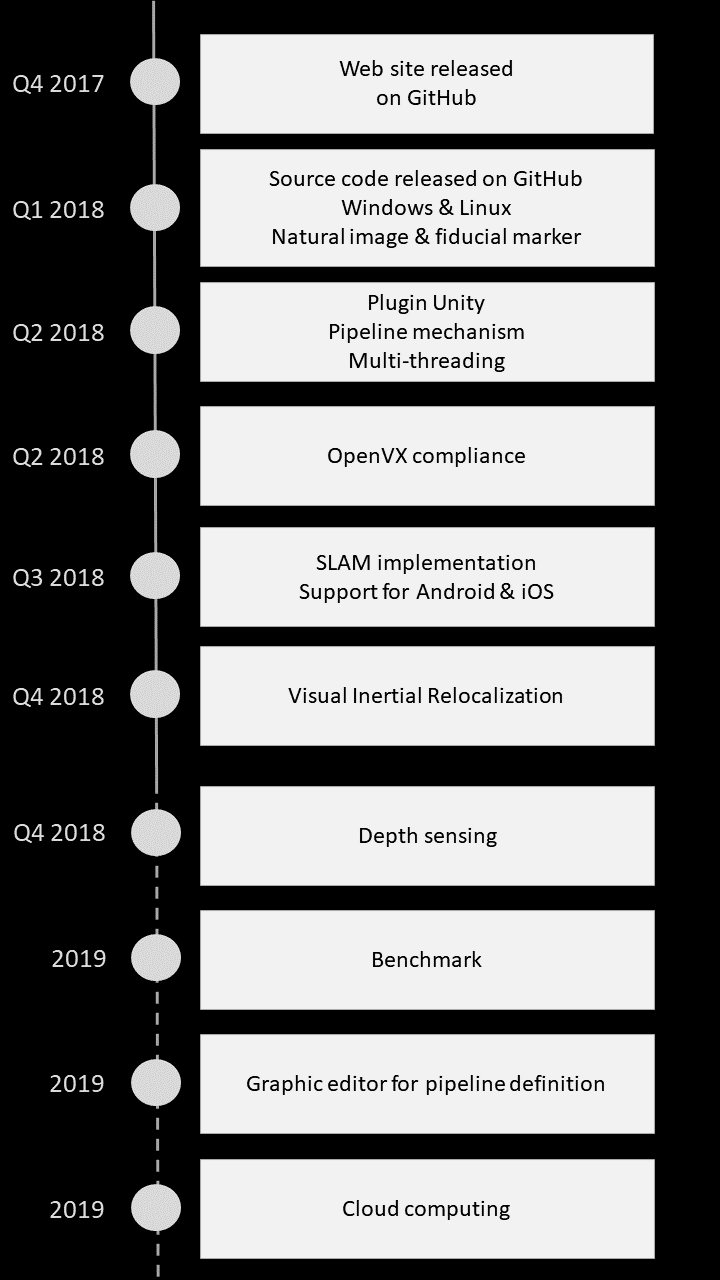 Q4 2017
Web site released
on GitHub
Q1 2018
Source code released on GitHub
Windows & Linux
Natural image & fiducial marker
Q2 2018
Plugin Unity
Pipeline mechanism
Multi-threading
Q2 2018
OpenVX compliance
Q3 2018
SLAM implementation
Support for Android & iOS
Q4 2018
Visual Inertial Relocalization
Q4 2018
Depth sensing
2019
Benchmark
2019
Graphic editor for pipeline definition
2019
Cloud computing